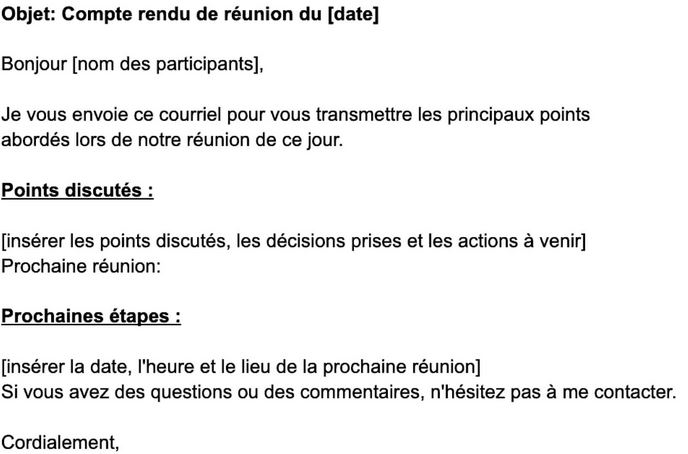 Objet: Compte rendu de réunion du [date]
Bonjour [nom des participants],
Je vous envoie ce courriel pour vous transmettre les principaux points
abordés lors de notre réunion de ce jour.
Points discutés :
[insérer les points discutés, les décisions prises et les actions à venir]
Prochaine réunion:
Prochaines étapes :
[insérer la date, l'heure et le lieu de la prochaine réunion]
Si vous avez des questions ou des commentaires, n'hésitez pas à me contacter.
Cordialement,